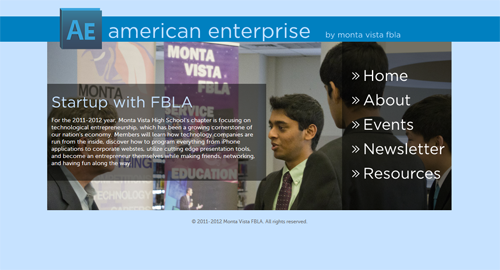 AE american enterprise by monta vista fbla
MONTA
VISTA
FBLA
» Home
» About
» Events
» Newsletter
» Resources
Startup with FBLA
For the 2011-2012 year, Monta Vista High School's chapter is focusing on
technological entrepreneurship, which has been a growing cornerstone of
our nation's economy. Members will learn how technology companies are
run from the inside, discover how to program everything from iPhone
applications to corporate websites, utilize cutting edge presentation tools,
and become an entrepreneur themselves while making friends, networking,
and having fun along the way.
SERVICE
EDUCATION
© 2011-2012 Monta Vista FBLA. All rights reserved.